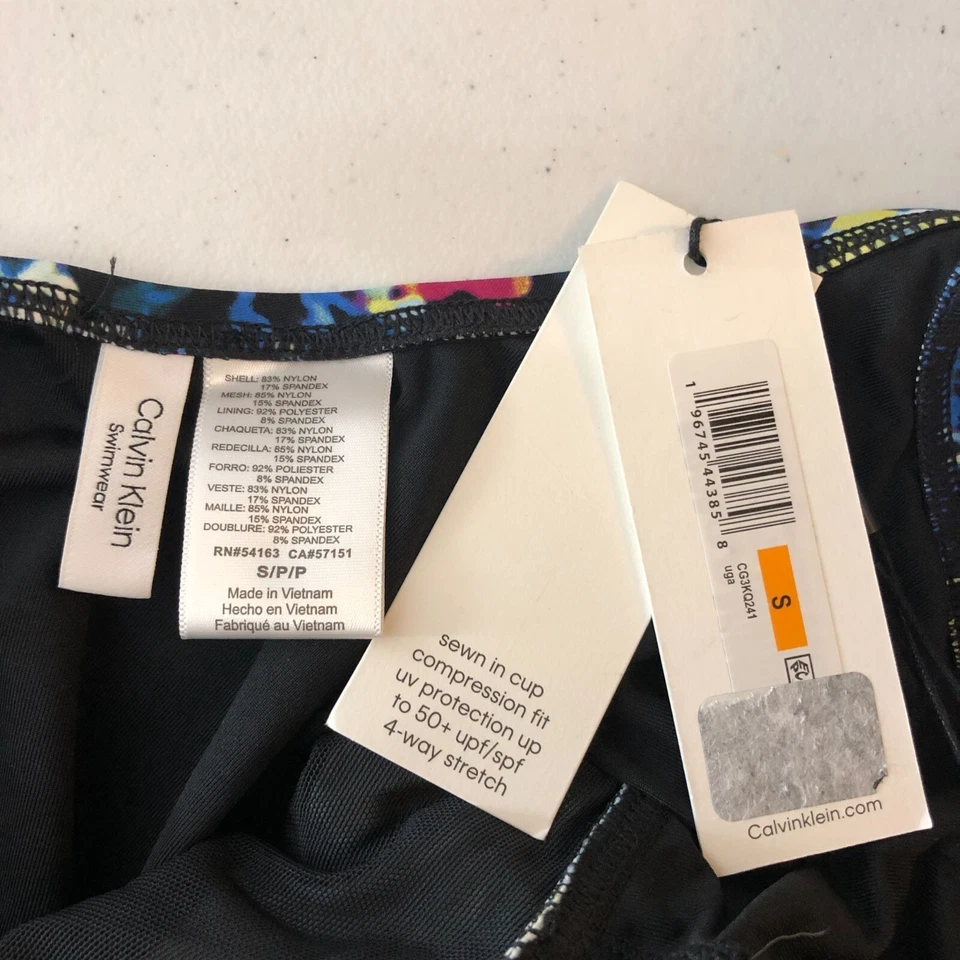 Calvin Klein
Swimwear
SHELL: 83% NYLON
17% SPANDEX
MESH: 85% NYLON
15% SPANDEX
LINING: 92% POLYESTER
8% SPANDEX
CHAQUETA: 83% NYLON
17% SPANDEX
REDECILLA: 85% NYLON
15% SPANDEX
FORRO: 92% POLIESTER
8% SPANDEX
VESTE: 83% NYLON
17% SPANDEX
MAILLE: 85% NYLON
15% SPANDEX
DOUBLURE: 92% POLYESTER
8% SPANDEX
RN#54163 CA#57151
S/P/P
Made in Vietnam
Hecho en Vietnam
Fabriqué au Vietnam
sewn in cup
compression fit
uv protection up
to 50+ upf/spf
4-way stretch
1 96745 44385 8
CG3KQ241
uga
S
Calvinklein.com